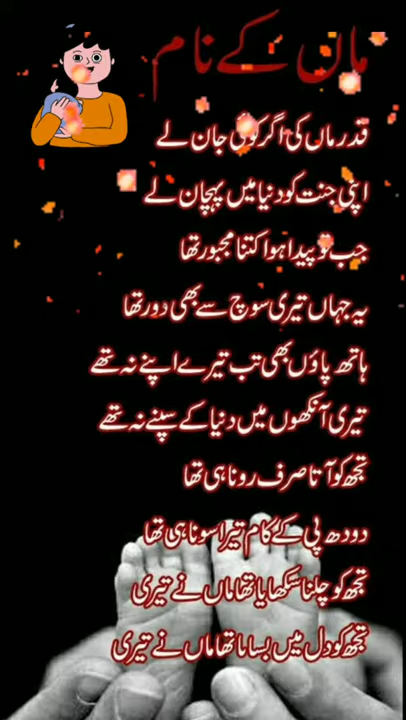 ماں کے نام
قدر ماں کی اگر کوئی جان لے
اپنی جنت کو دنیا میں پہچان لے
جب تو پیدا ہوا کتنا مجبور تھا
یہ جہاں تیری سوچ سے بھی دور تھا
ہاتھ پاؤں بھی تب تیرے اپنے نہ تھے
تیری آنکھوں میں دنیا کے سپنے نہ تھے
تجھ کو آتا صرف رونا ہی تھا
دودھ پی کے کام تیرا سونا ہی تھا
تجھ کو چلنا سکھایا تھا ماں نے تیری
تجھ کو دل میں بسایا تھا ماں نے تیری